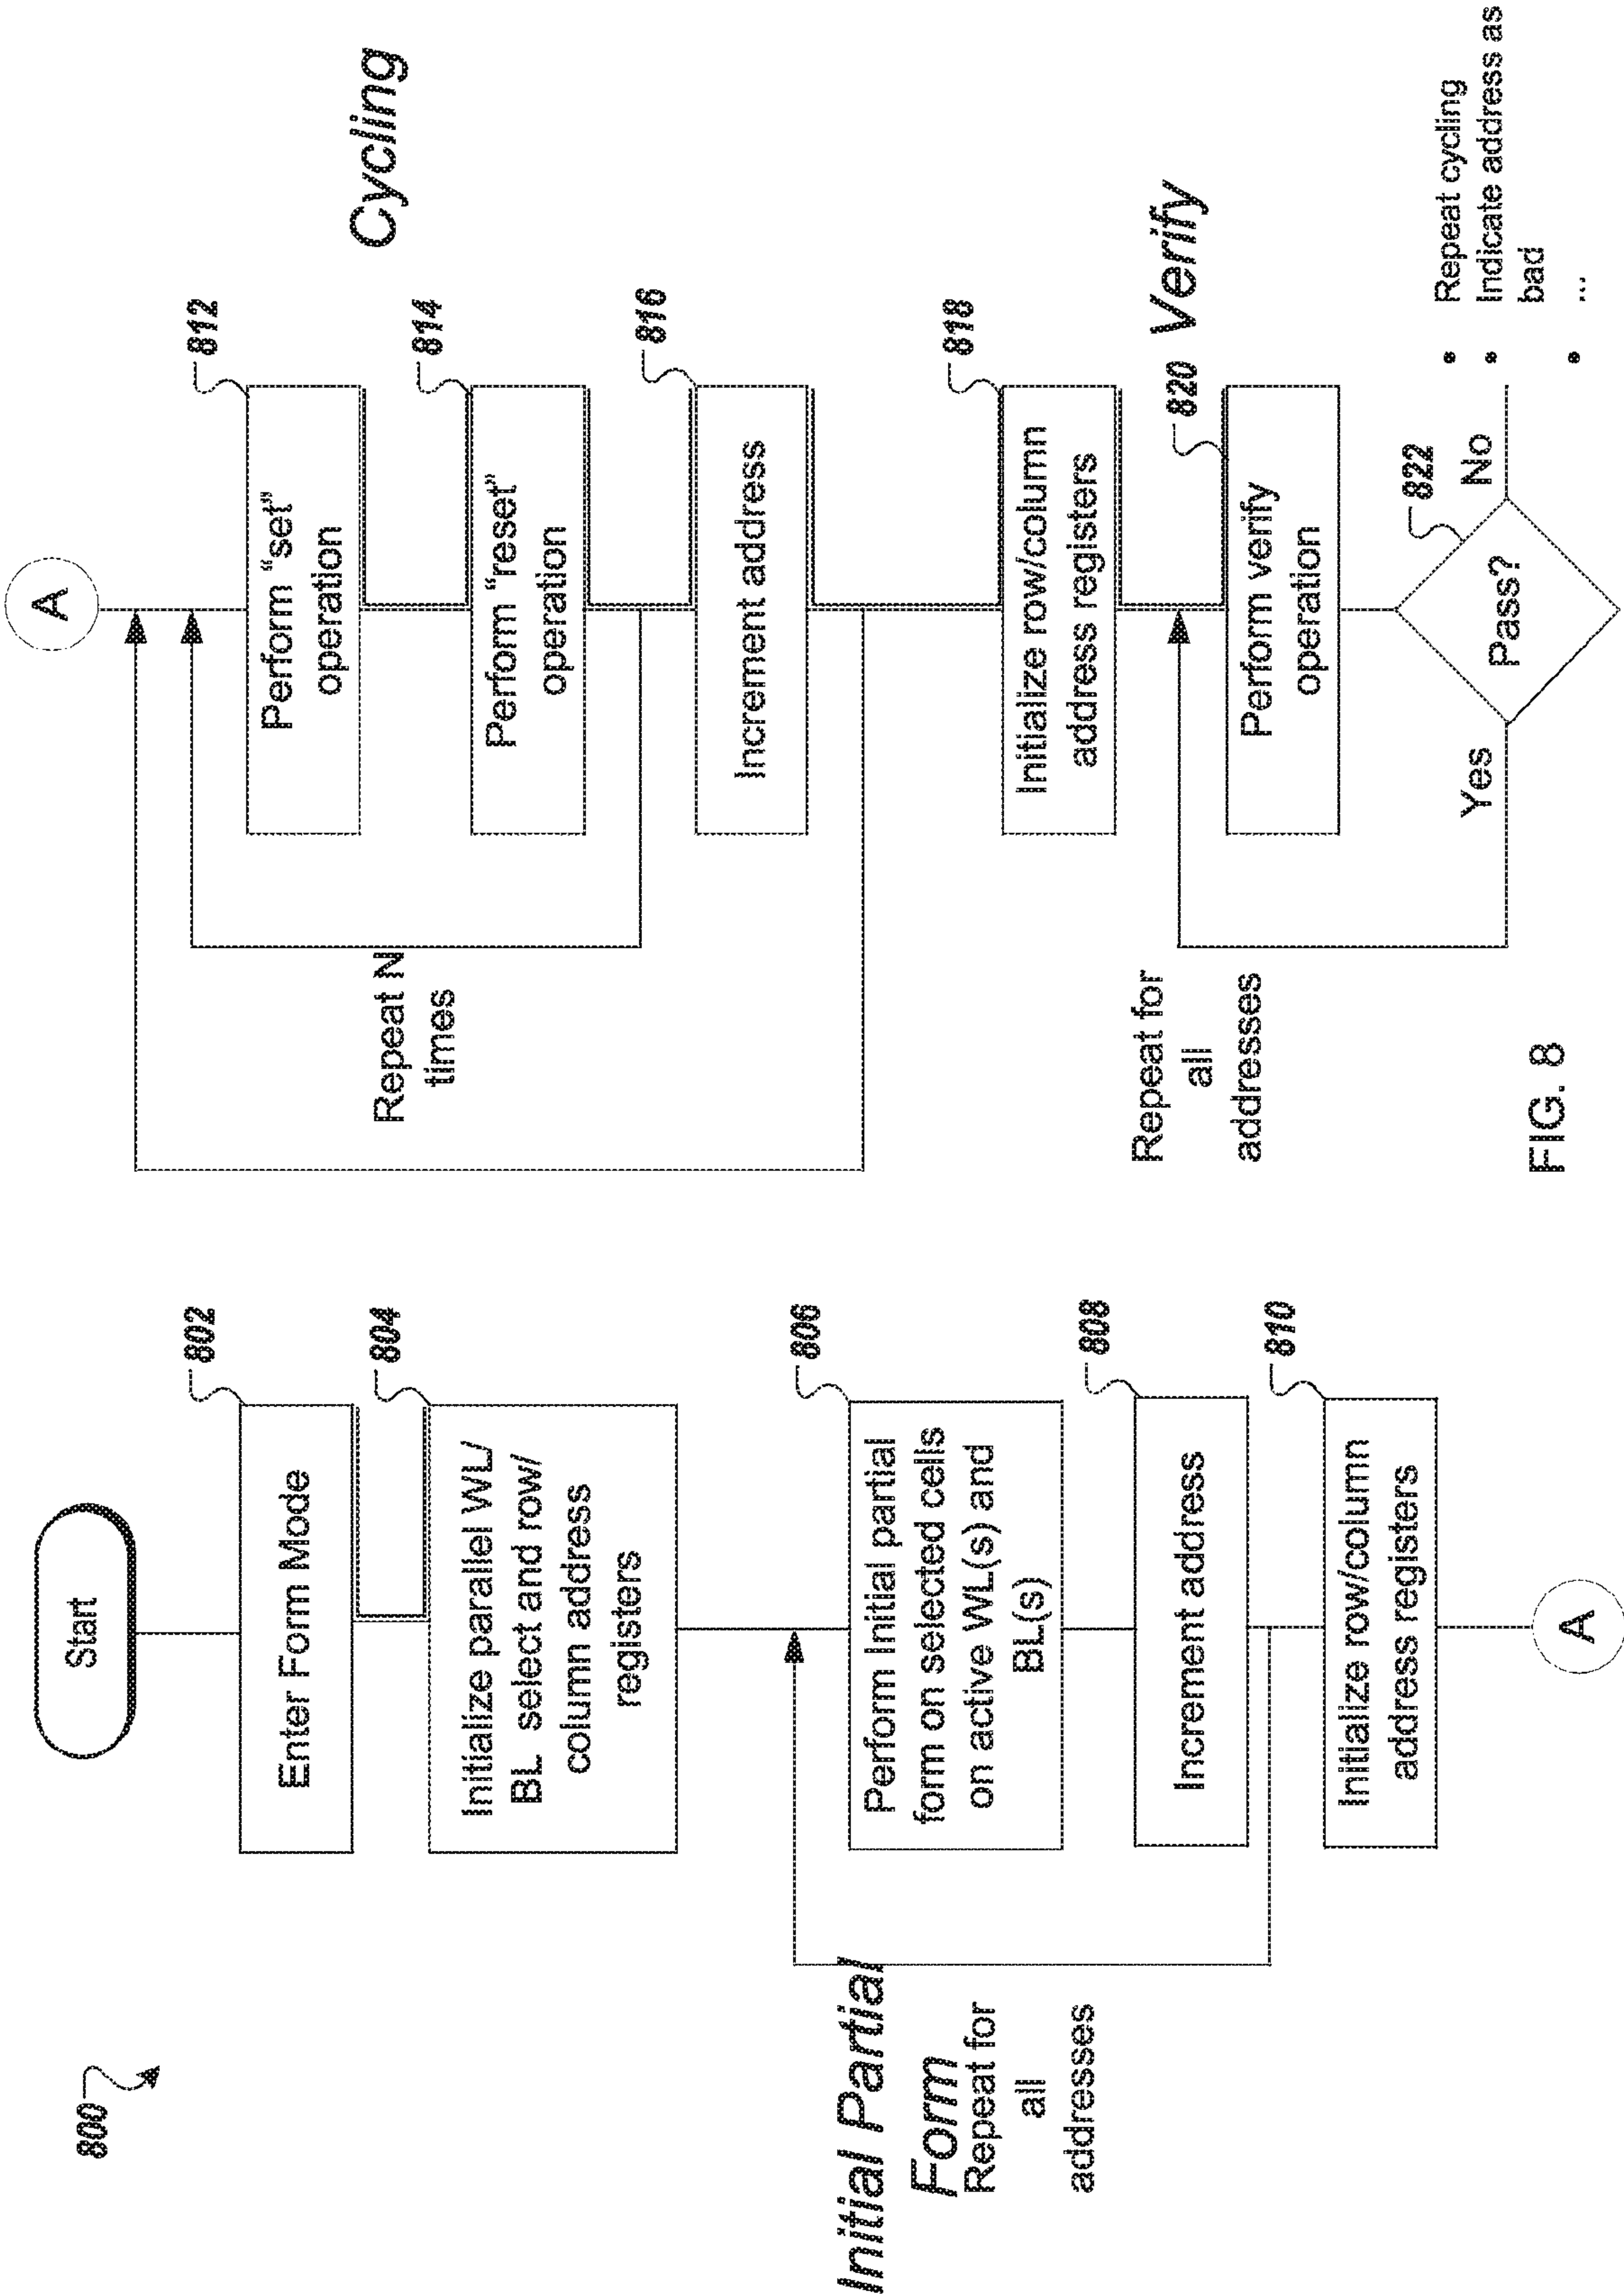 800
Start
Enter Form Mode
802
Initialize parallel WL/
BL select and row/
column address
registers
804
Initial Partial
Form
Repeat for
all
addresses
Perform Initial partial
form on selected cells
on active WL(s) and
BL(s)
806
Increment address
808
Initialize row/column
address registers
810
A
A
Cycling
Perform "set"
operation
812
Repeat N
times
Perform "reset"
operation
814
Increment address
816
Initialize row/column
address registers
818
Verify
Repeat for
all
addresses
Perform verify
operation
820
Pass?
822
Yes
No
• Repeat cycling
• Indicate address as
bad
• ...
FIG. 8